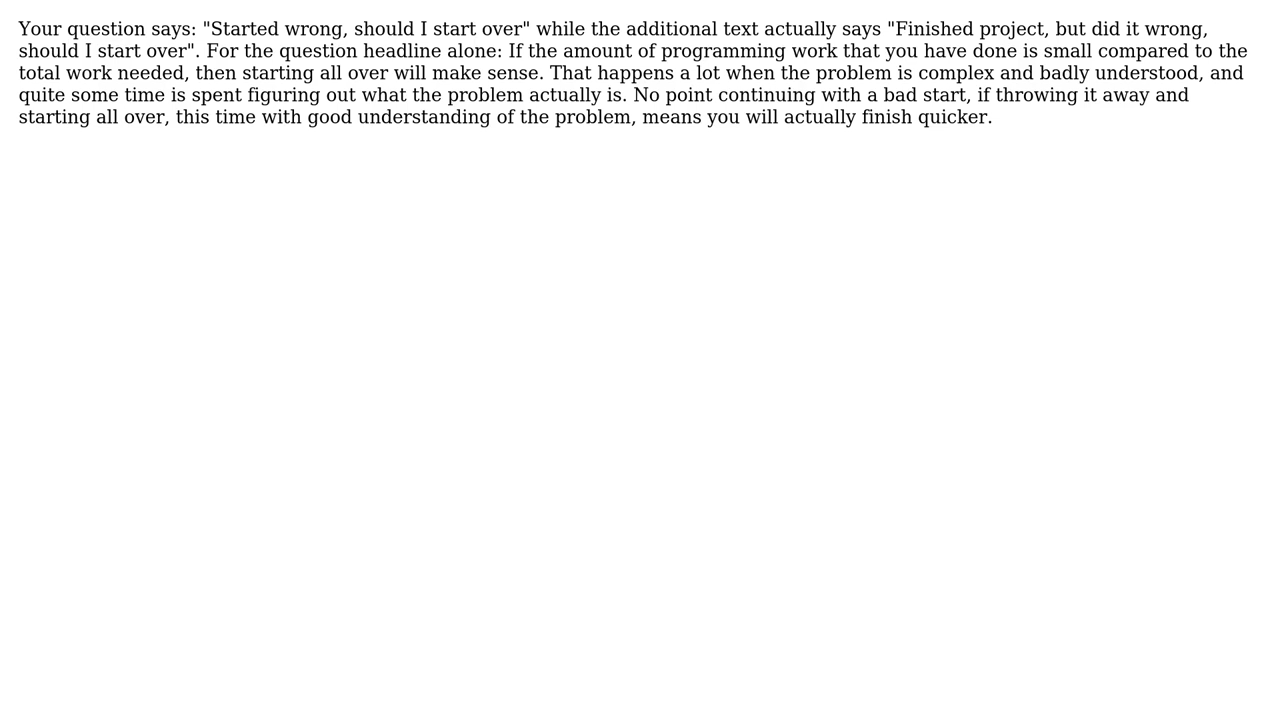 Your question says: "Started wrong, should I start over" while the additional text actually says "Finished project, but did it wrong,
should I start over". For the question headline alone: If the amount of programming work that you have done is small compared to the
total work needed, then starting all over will make sense. That happens a lot when the problem is complex and badly understood, and
quite some time is spent figuring out what the problem actually is. No point continuing with a bad start, if throwing it away and
starting all over, this time with good understanding of the problem, means you will actually finish quicker.